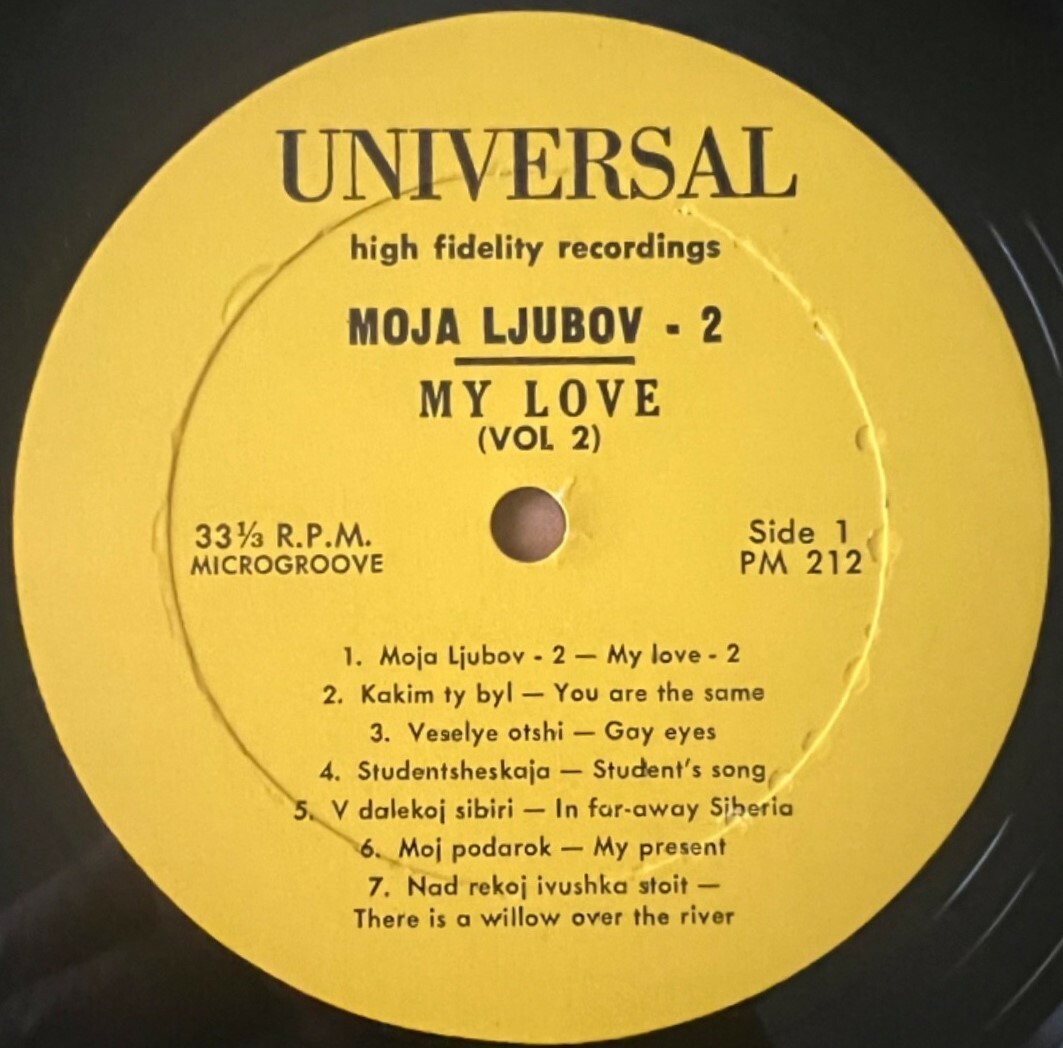 UNIVERSAL
high fidelity recordings
MOJA LJUBOV - 2
MY LOVE
(VOL 2)
33⅓ R.P.M.
MICROGROOVE
Side 1
PM 212
1. Moja Ljubov - 2 — My love - 2
2. Kakim ty byl — You are the same
3. Veselye otshi — Gay eyes
4. Studentsheskaja — Student's song
5. V dalekoj sibiri — In far-away Siberia
6. Moj podarok — My present
7. Nad rekoj ivushka stoit —
There is a willow over the river